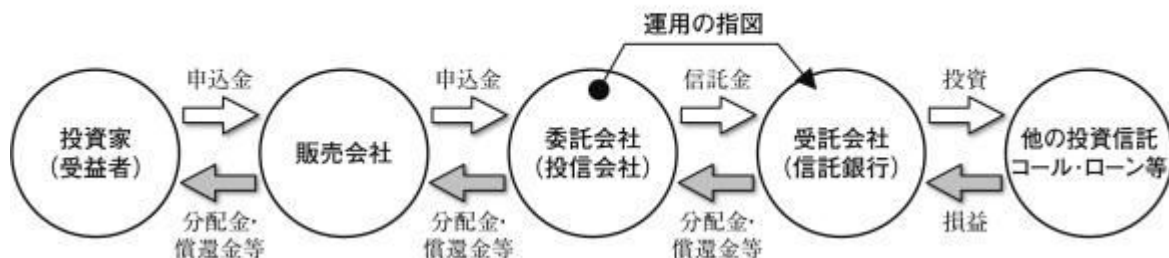 運用の指図
申込金
申込金
信託金
投資
投資家
(受益者)
販売会社
委託会社
(投信会社)
受託会社
(信託銀行)
他の投資信託
コール・ローン等
分配金・
償還金等
分配金・
償還金等
分配金・
償還金等
損益